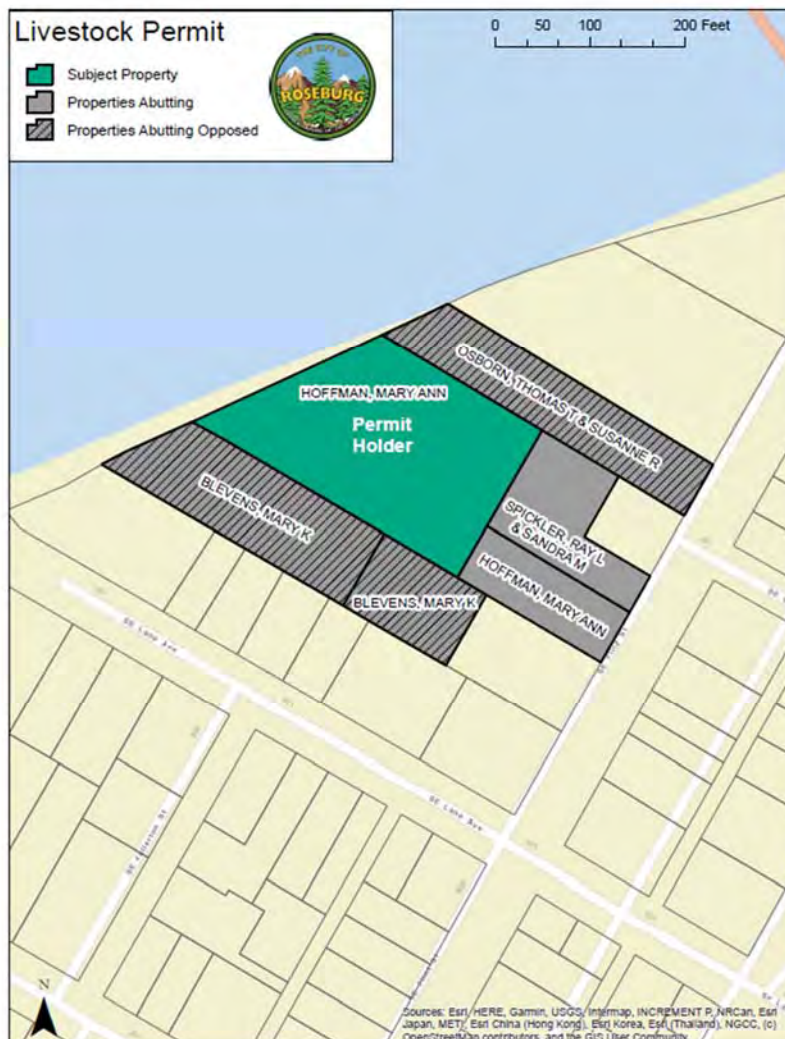 Livestock Permit
Subject Property
Properties Abutting
Properties Abutting Opposed
THE CITY OF
ROSEBURG
0 50 100 200 Feet
OSBORN, THOMAS T & SUSANNE R
HOFFMAN, MARY ANN
Permit
Holder
BLEVENS, MARY K
SPICKLER, RAY L
& SANDRA M
HOFFMAN, MARY ANN
BLEVENS, MARY K
SE Lane Ave
SE Lane Ave
N
Sources: Esri, HERE, Garmin, USGS, Intermap, INCREMENT P, NRCan, Esri
Japan, METI, Esri China (Hong Kong), Esri Korea, Esri (Thailand), NGCC, (c)
OpenStreetMap contributors, and the GIS User Community